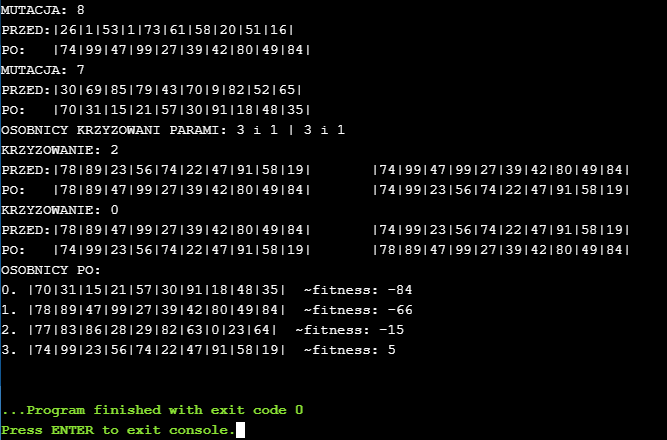 MUTACJA: 8
PRZED:|26|1|53|1|73|61|58|20|51|16|
PO:   |74|99|47|99|27|39|42|80|49|84|
MUTACJA: 7
PRZED:|30|69|85|79|43|70|9|82|52|65|
PO:   |70|31|15|21|57|30|91|18|48|35|
OSOBNICY KRZYZOWANI PARAMI: 3 i 1 | 3 i 1
KRZYZOWANIE: 2
PRZED:|78|89|23|56|74|22|47|91|58|19|       |74|99|47|99|27|39|42|80|49|84|
PO:   |78|89|47|99|27|39|42|80|49|84|       |74|99|23|56|74|22|47|91|58|19|
KRZYZOWANIE: 0
PRZED:|78|89|47|99|27|39|42|80|49|84|       |74|99|23|56|74|22|47|91|58|19|
PO:   |74|99|23|56|74|22|47|91|58|19|       |78|89|47|99|27|39|42|80|49|84|
OSOBNICY PO:
0. |70|31|15|21|57|30|91|18|48|35|  ~fitness: -84
1. |78|89|47|99|27|39|42|80|49|84|  ~fitness: -66
2. |77|83|86|28|29|82|63|0|23|64|  ~fitness: -15
3. |74|99|23|56|74|22|47|91|58|19|  ~fitness: 5
...Program finished with exit code 0
Press ENTER to exit console.